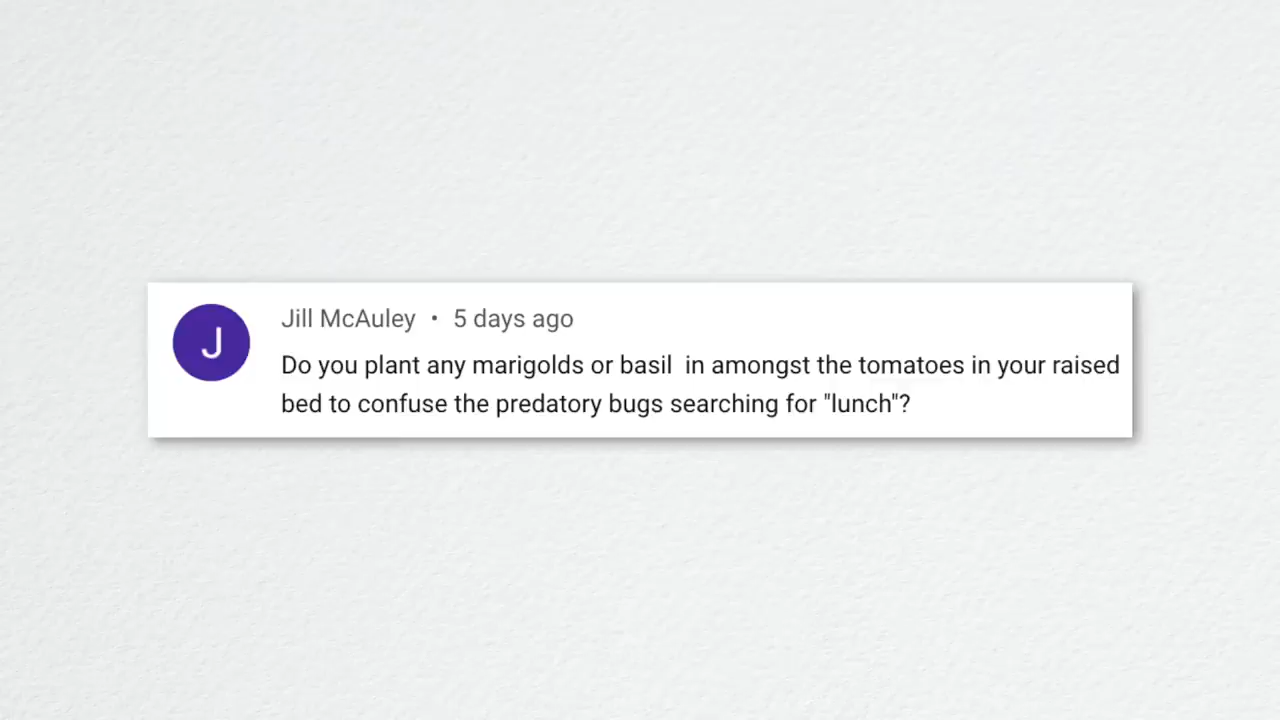 J
Jill McAuley • 5 days ago
Do you plant any marigolds or basil  in amongst the tomatoes in your raised
bed to confuse the predatory bugs searching for "lunch"?